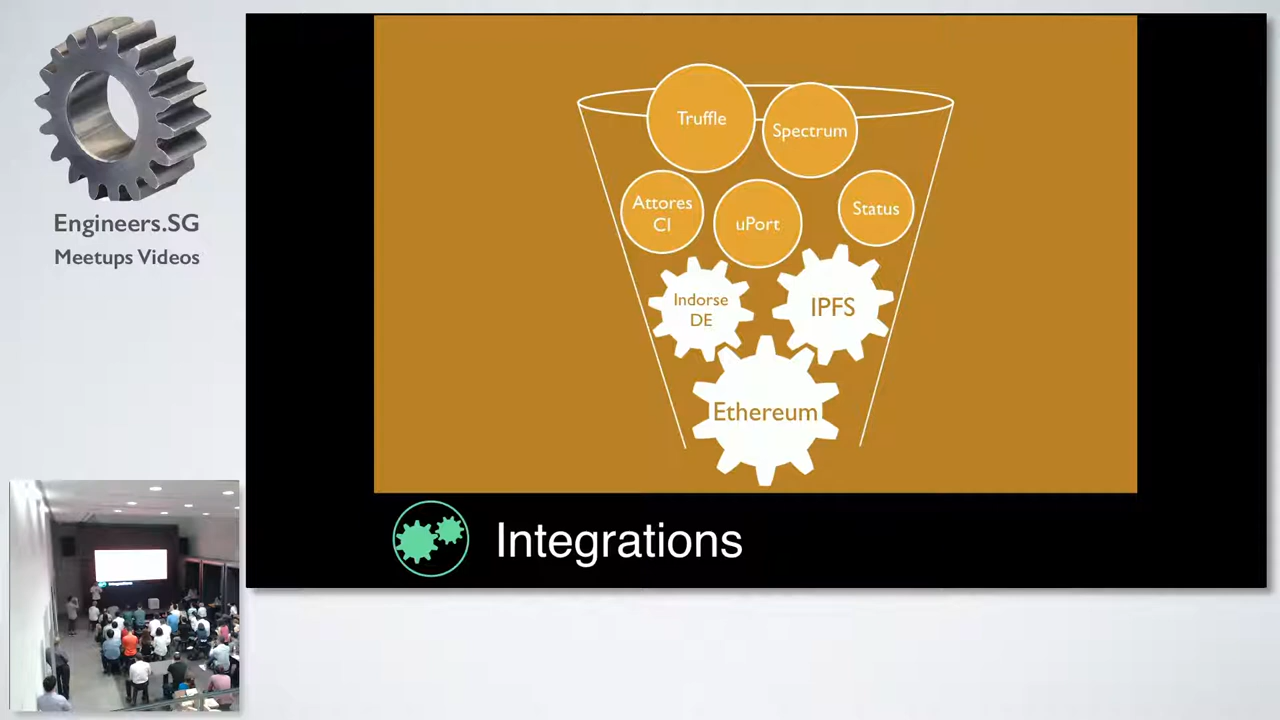 Engineers.SG
Meetups Videos
Truffle
Spectrum
Attores
CI
uPort
Status
Indorse
DE
IPFS
Ethereum
Integrations